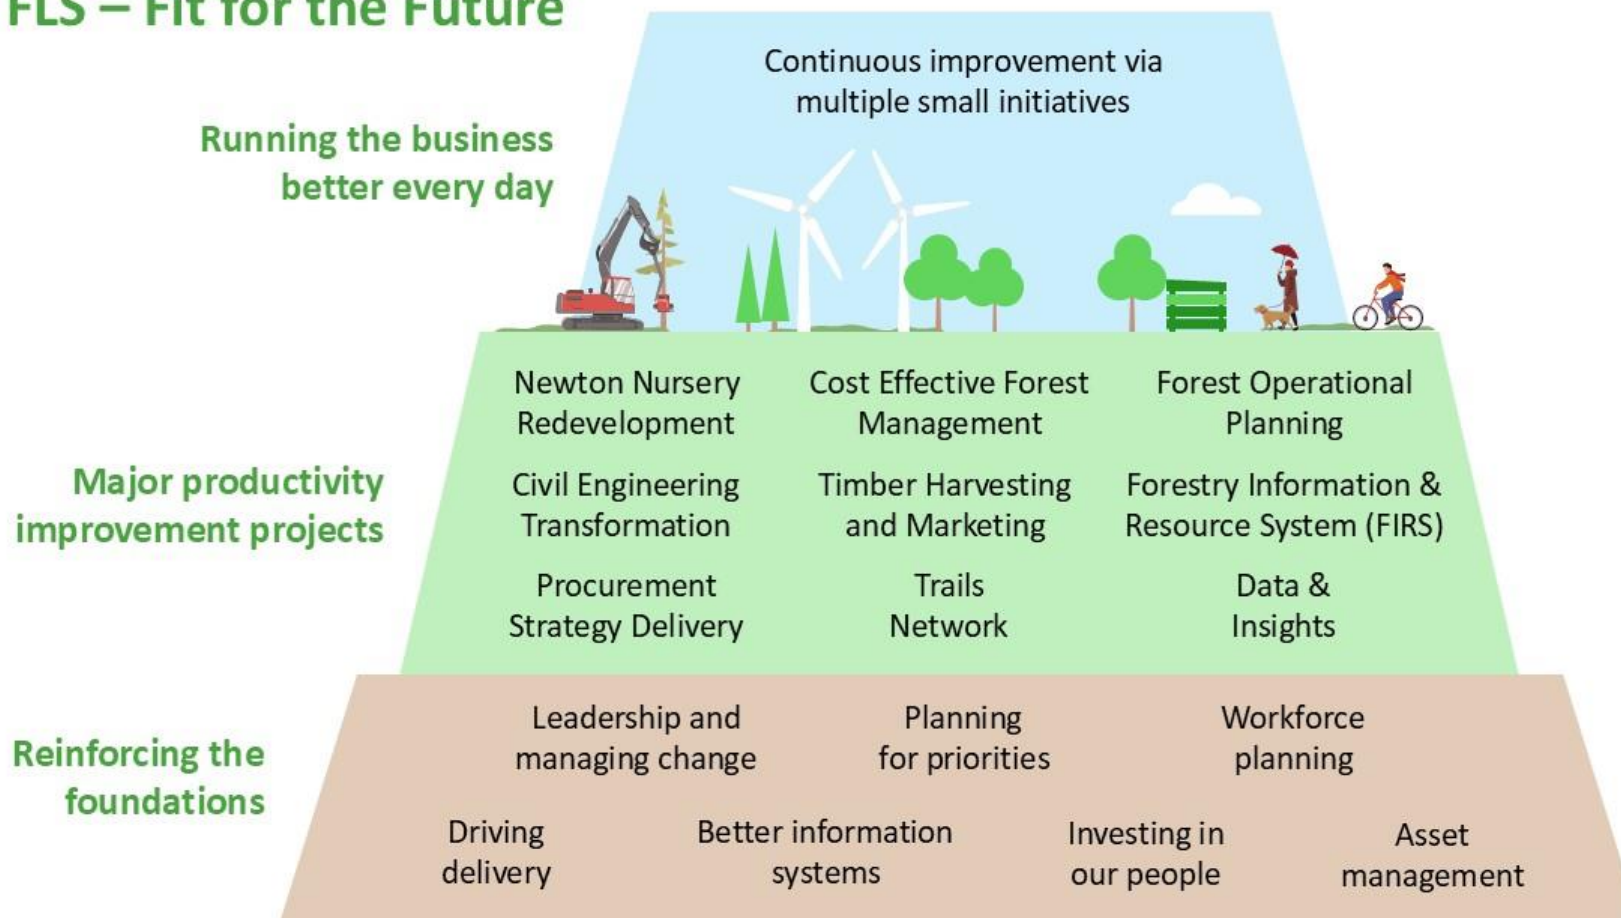 FLS – Fit for the Future
Running the business
better every day
Continuous improvement via
multiple small initiatives
Major productivity
improvement projects
Newton Nursery
Redevelopment
Cost Effective Forest
Management
Forest Operational
Planning
Civil Engineering
Transformation
Timber Harvesting
and Marketing
Forestry Information &
Resource System (FIRS)
Procurement
Strategy Delivery
Trails
Network
Data &
Insights
Reinforcing the
foundations
Leadership and
managing change
Planning
for priorities
Workforce
planning
Driving
delivery
Better information
systems
Investing in
our people
Asset
management